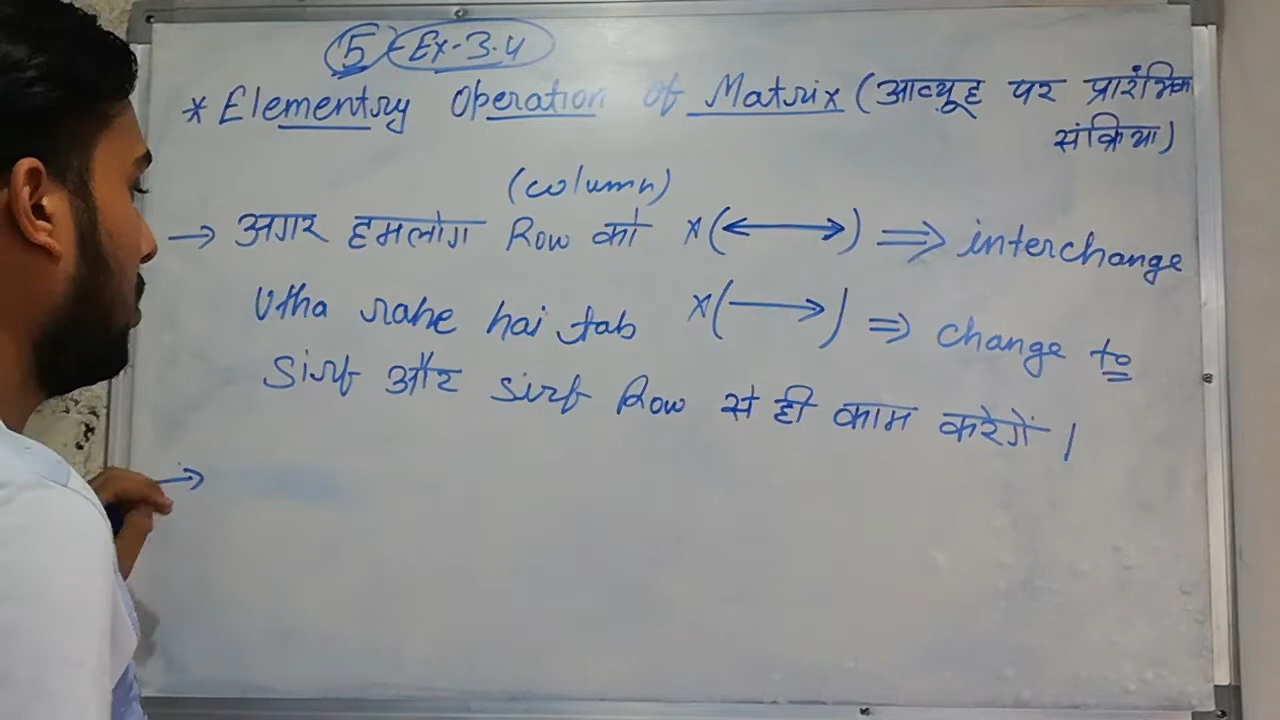 5 Ex-3.4
* Elementry Operation of Matrix (आव्यूह पर प्रारंभिक
संक्रिया)
(column)
→ अगर हमलोग Row को *(↔) ⇒ interchange
Utha rahe hai tab *(→) ⇒ change to
Sirf और sirf Row से ही काम करेगें।
→